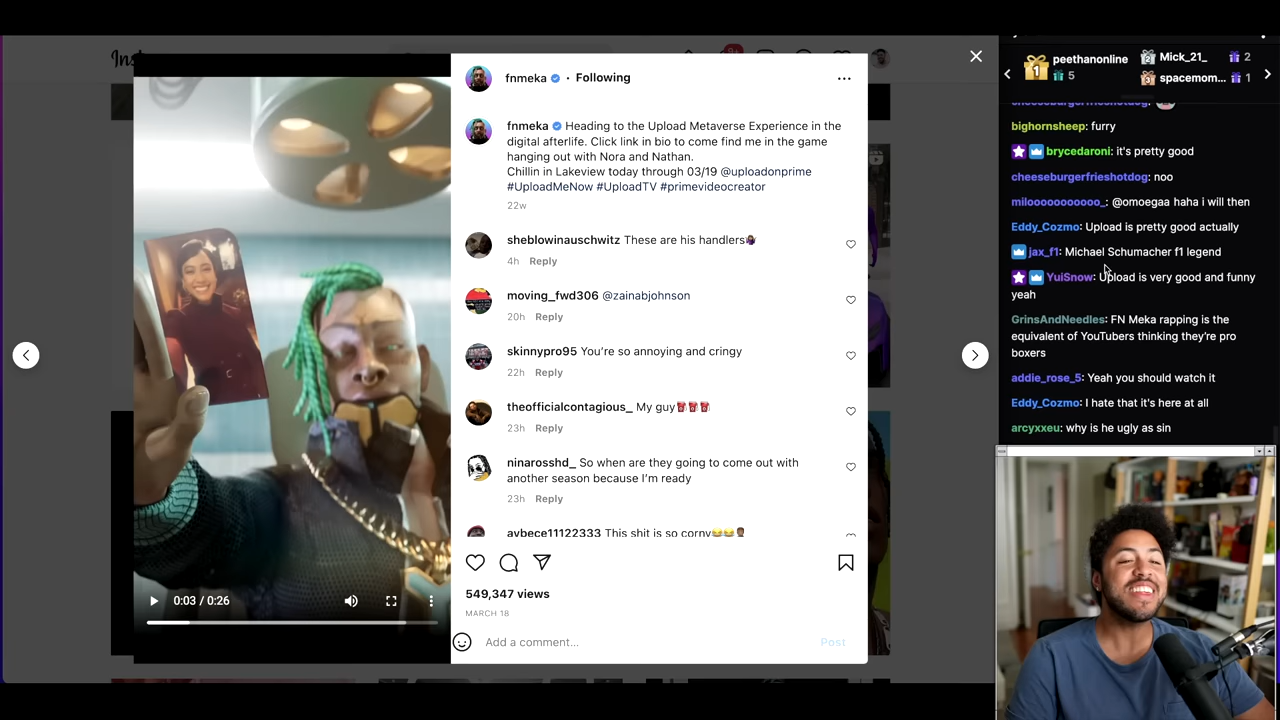 Ins
9+
fnmeka • Following
fnmeka Heading to the Upload Metaverse Experience in the
digital afterlife. Click link in bio to come find me in the game
hanging out with Nora and Nathan.
Chillin in Lakeview today through 03/19 @uploadonprime
#UploadMeNow #UploadTV #primevideocreator
22w
sheblowinauschwitz These are his handlers
4h Reply
moving_fwd306 @zainabjohnson
20h Reply
skinnypro95 You're so annoying and cringy
22h Reply
theofficialcontagious_ My guy
23h Reply
ninarosshd_ So when are they going to come out with
another season because I'm ready
23h Reply
aybece11122333 This shit is so corny
549,347 views
MARCH 18
Add a comment...
Post
0:03 / 0:26
1 peethanonline
5
2 Mick_21_ 2
3 spacemom... 1
cheeseburgerfrieshotdog:
bighornsheep: furry
brycedaroni: it's pretty good
cheeseburgerfrieshotdog: noo
milooooooooooo_: @omoegaa haha i will then
Eddy_Cozmo: Upload is pretty good actually
jax_f1: Michael Schumacher f1 legend
YuiSnow: Upload is very good and funny
yeah
GrinsAndNeedles: FN Meka rapping is the
equivalent of YouTubers thinking they're pro
boxers
addie_rose_5: Yeah you should watch it
Eddy_Cozmo: I hate that it's here at all
arcyxxeu: why is he ugly as sin